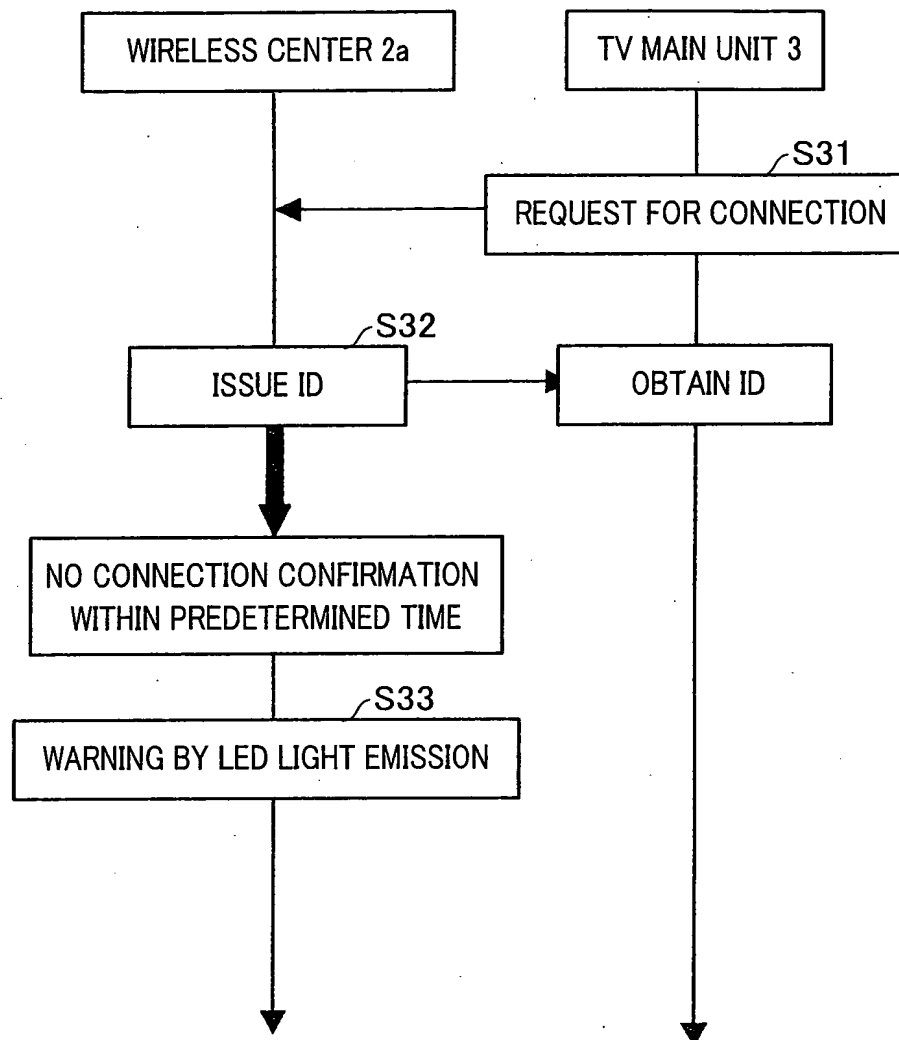 WIRELESS CENTER 2a
TV MAIN UNIT 3
S31
REQUEST FOR CONNECTION
S32
ISSUE ID
OBTAIN ID
NO CONNECTION CONFIRMATION
WITHIN PREDETERMINED TIME
S33
WARNING BY LED LIGHT EMISSION